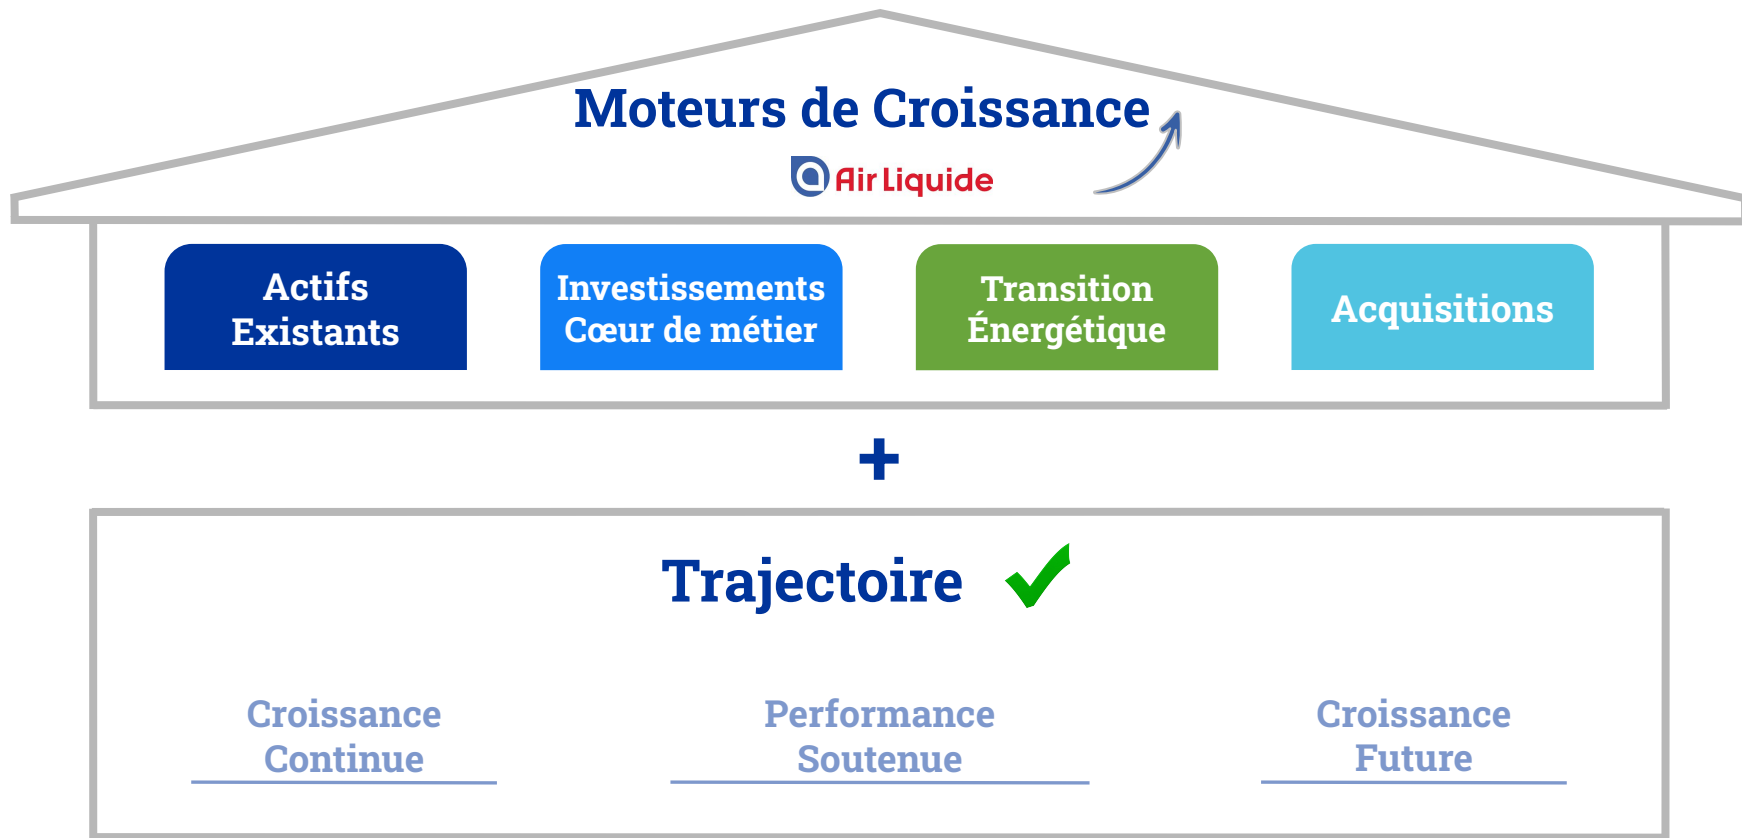 Moteurs de Croissance
Air Liquide
Actifs
Existants
Investissements
Cœur de métier
Transition
Énergétique
Acquisitions
+
Trajectoire
Croissance
Continue
Performance
Soutenue
Croissance
Future